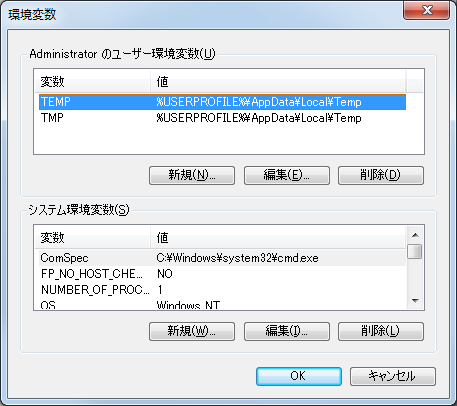 環境変数
Administrator のユーザー環境変数(U)
変数 値
TEMP %USERPROFILE%¥AppData¥Local¥Temp
TMP %USERPROFILE%¥AppData¥Local¥Temp
新規(N)... 編集(E)... 削除(D)
システム環境変数(S)
変数 値
ComSpec C:¥Windows¥system32¥cmd.exe
FP_NO_HOST_CHE... NO
NUMBER_OF_PROC... 1
OS Windows_NT
新規(W)... 編集(I)... 削除(L)
OK キャンセル